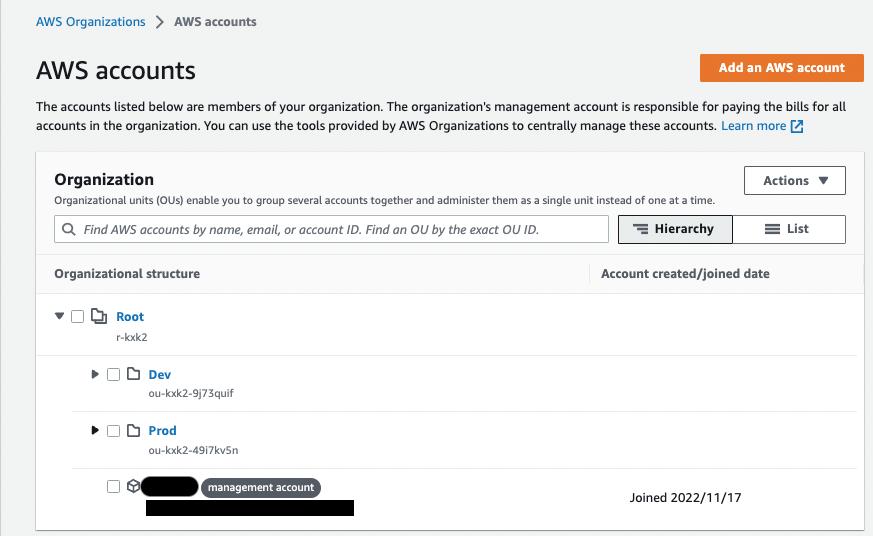 AWS Organizations > AWS accounts
AWS accounts
Add an AWS account
The accounts listed below are members of your organization. The organization's management account is responsible for paying the bills for all
accounts in the organization. You can use the tools provided by AWS Organizations to centrally manage these accounts. Learn more
Organization
Actions
Organizational units (OUs) enable you to group several accounts together and administer them as a single unit instead of one at a time.
Find AWS accounts by name, email, or account ID. Find an OU by the exact OU ID.
Hierarchy
List
Organizational structure
Account created/joined date
Root
r-kxk2
Dev
ou-kxk2-9j73quif
Prod
ou-kxk2-49i7kv5n
management account
Joined 2022/11/17